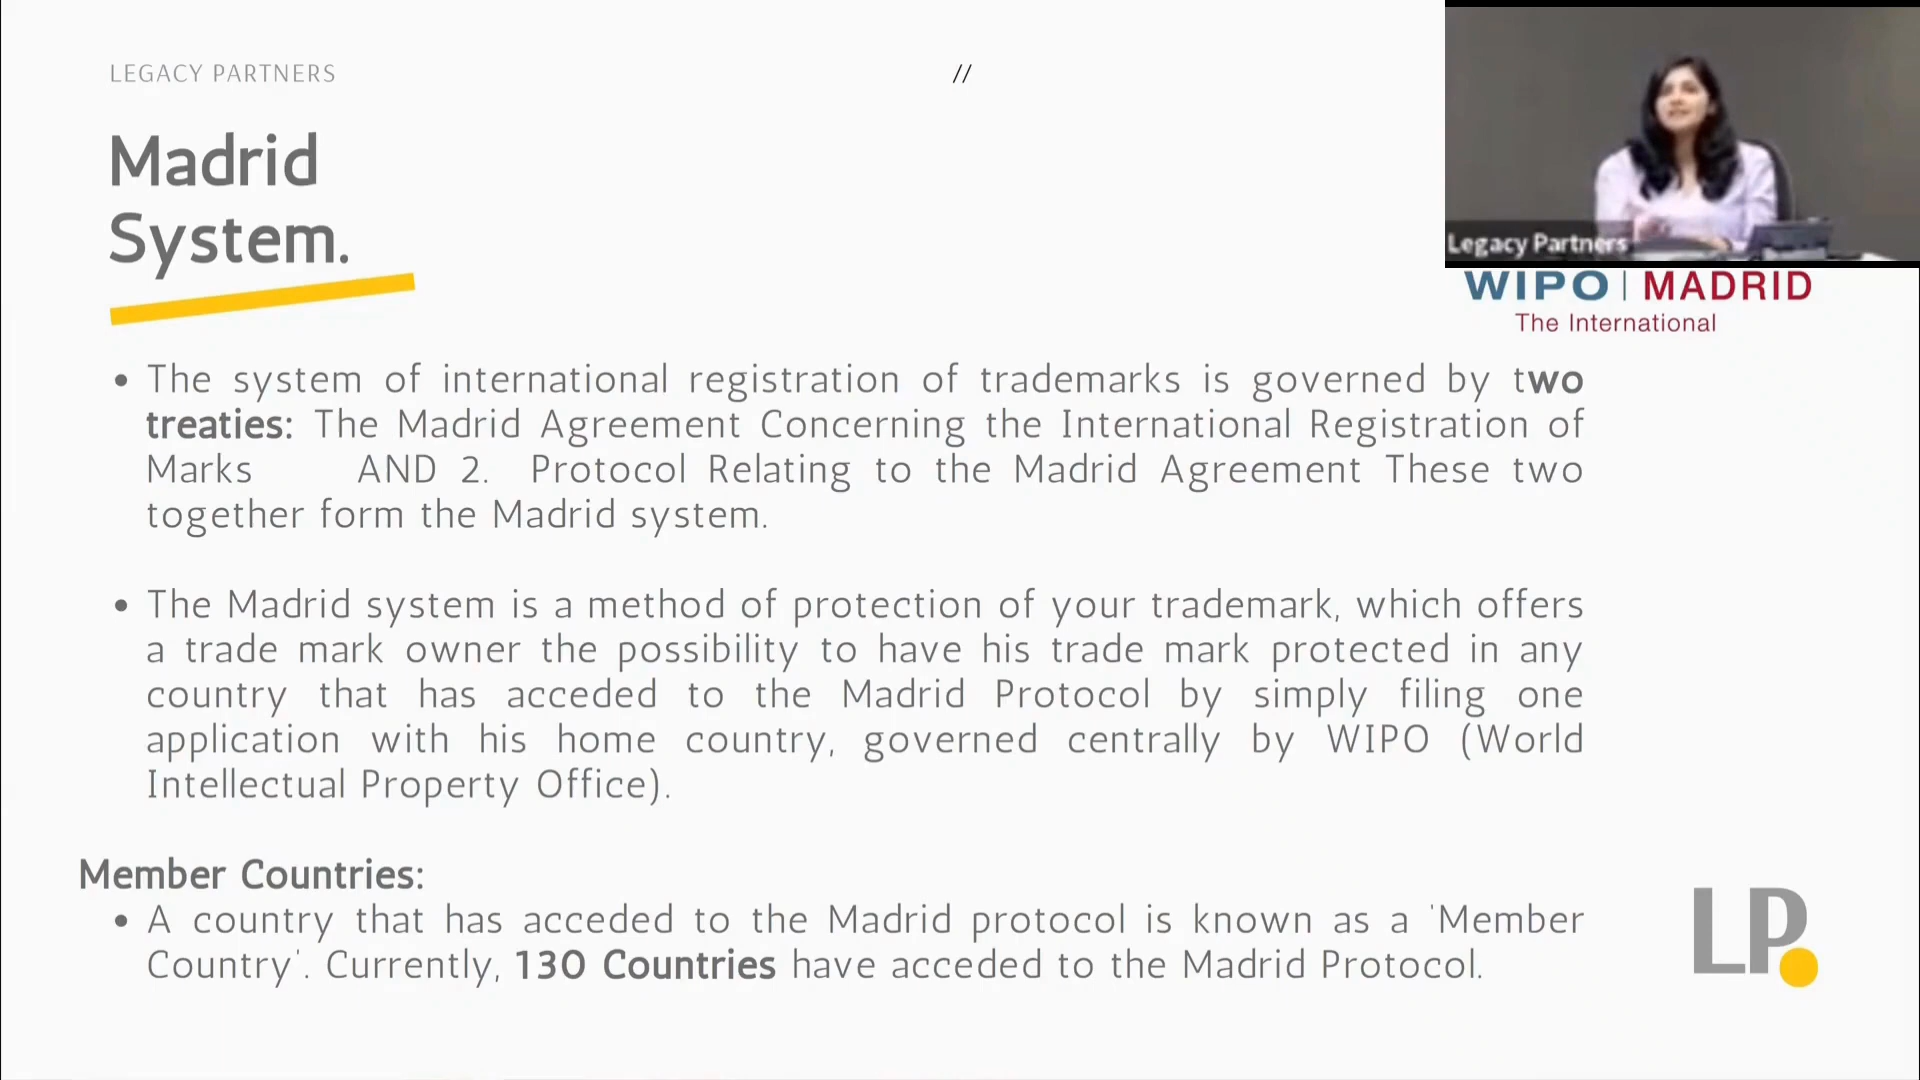 LEGACY PARTNERS
//
Madrid
System.
Legacy Partners
WIPO | MADRID
The International
• The system of international registration of trademarks is governed by two
treaties: The Madrid Agreement Concerning the International Registration of
Marks AND 2. Protocol Relating to the Madrid Agreement These two
together form the Madrid system.
• The Madrid system is a method of protection of your trademark, which offers
a trade mark owner the possibility to have his trade mark protected in any
country that has acceded to the Madrid Protocol by simply filing one
application with his home country, governed centrally by WIPO (World
Intellectual Property Office).
Member Countries:
• A country that has acceded to the Madrid protocol is known as a 'Member
Country'. Currently, 130 Countries have acceded to the Madrid Protocol.
LP.